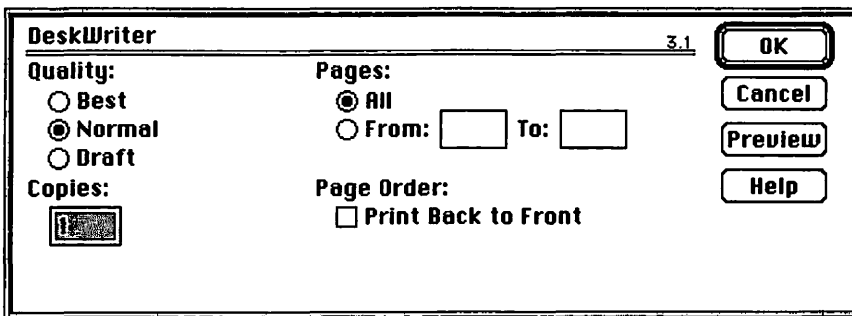 DeskWriter 3.1 OK
Quality: Pages: Cancel
Best All
Normal From: To: Preview
Draft
Copies: Page Order: Help
1 Print Back to Front